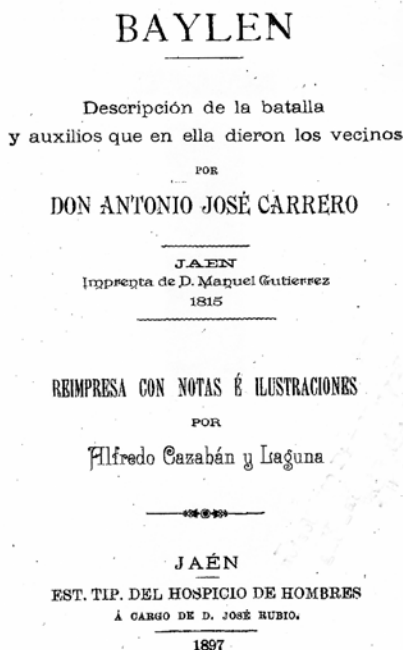 BAYLEN
Descripción de la batalla
y auxilios que en ella dieron los vecinos
POR
DON ANTONIO JOSÉ CARRERO
JAEN
Imprenta de D. Manuel Gutierrez
1815
REIMPRESA CON NOTAS É ILUSTRACIONES
POR
Alfredo Cazabán y Laguna
JAÉN
EST. TIP. DEL HOSPICIO DE HOMBRES
Á CARGO DE D. JOSÉ RUBIO.
1897